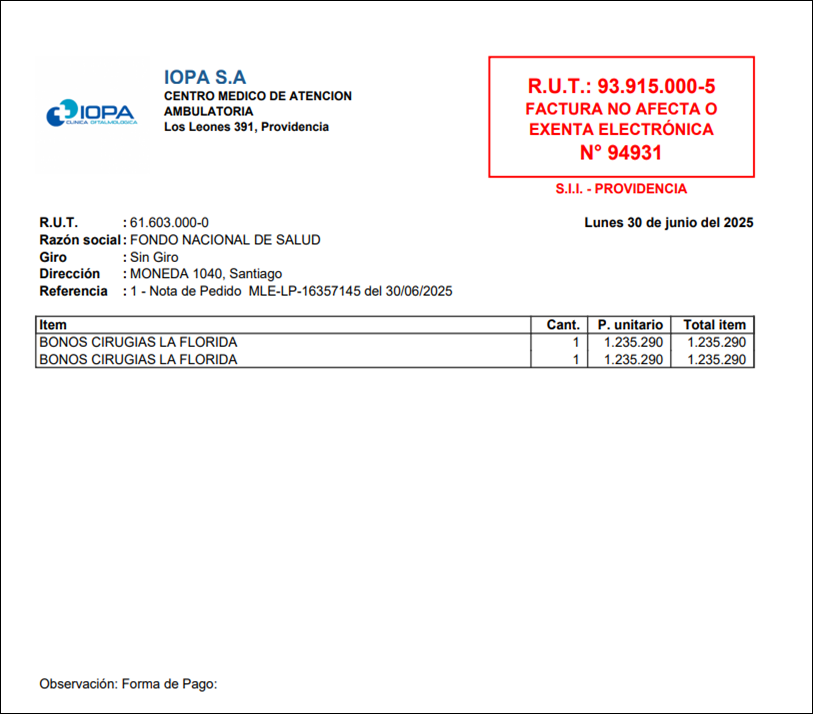 IOPA
CLINICA OFTALMOLOGICA
IOPA S.A
CENTRO MEDICO DE ATENCION
AMBULATORIA
Los Leones 391, Providencia
R.U.T.: 93.915.000-5
FACTURA NO AFECTA O
EXENTA ELECTRÓNICA
N° 94931
S.I.I. - PROVIDENCIA
R.U.T. : 61.603.000-0
Lunes 30 de junio del 2025
Razón social : FONDO NACIONAL DE SALUD
Giro : Sin Giro
Dirección : MONEDA 1040, Santiago
Referencia : 1 - Nota de Pedido MLE-LP-16357145 del 30/06/2025
Item Cant. P. unitario Total item
BONOS CIRUGIAS LA FLORIDA 1 1.235.290 1.235.290
BONOS CIRUGIAS LA FLORIDA 1 1.235.290 1.235.290
Observación: Forma de Pago: